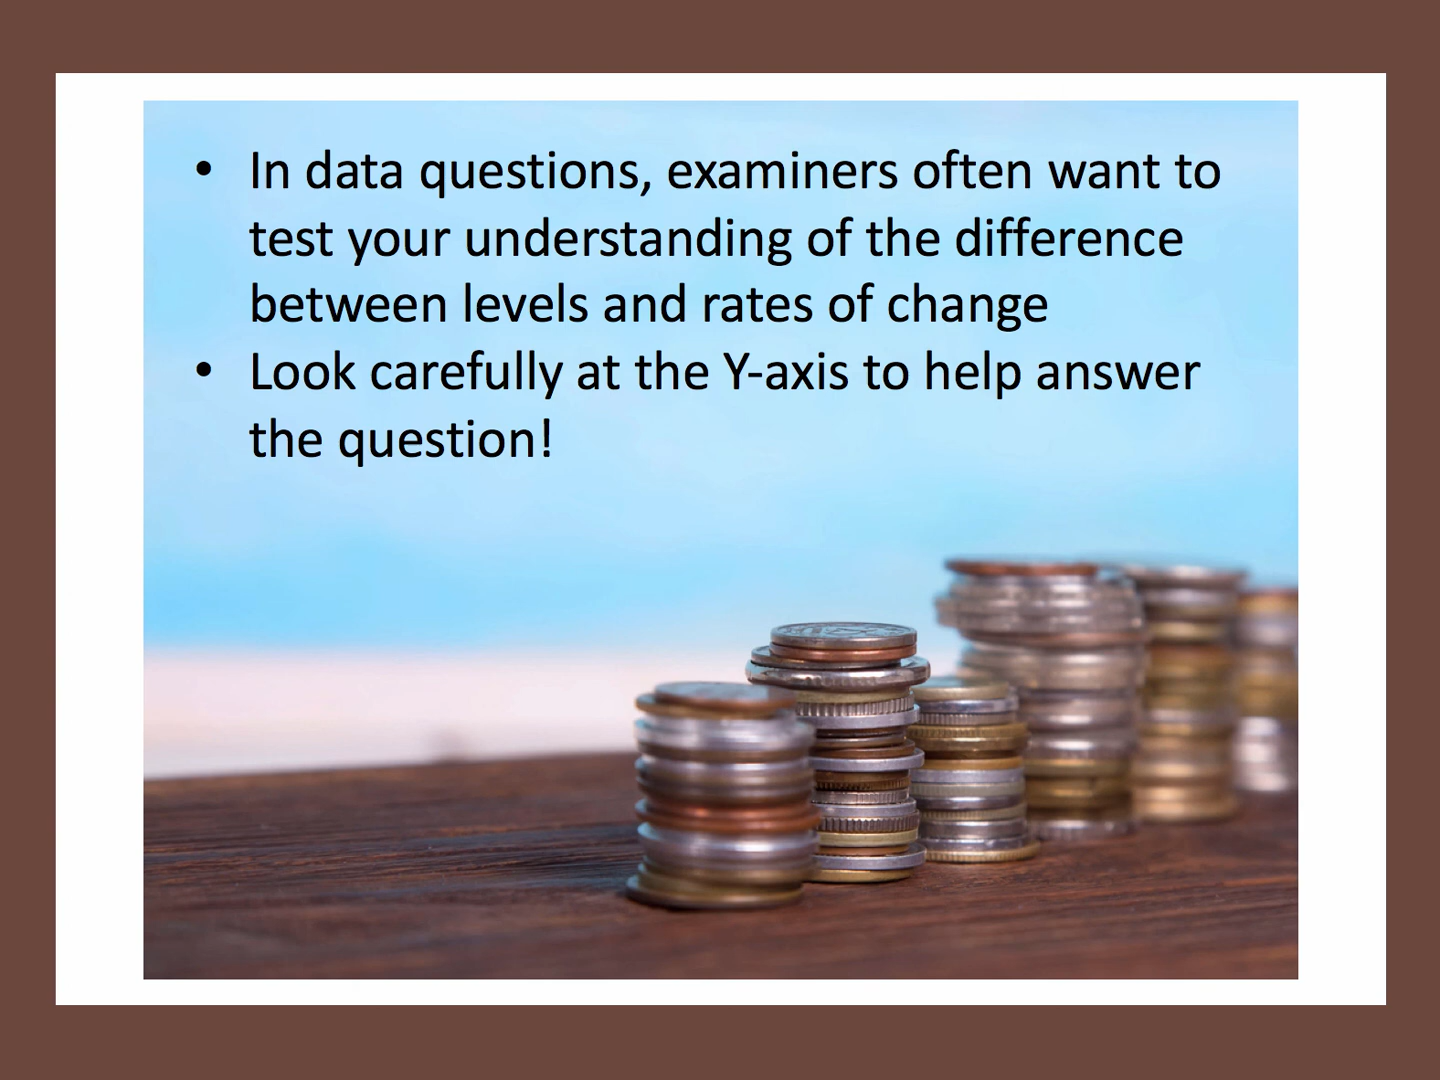 • In data questions, examiners often want to
test your understanding of the difference
between levels and rates of change
• Look carefully at the Y-axis to help answer
the question!